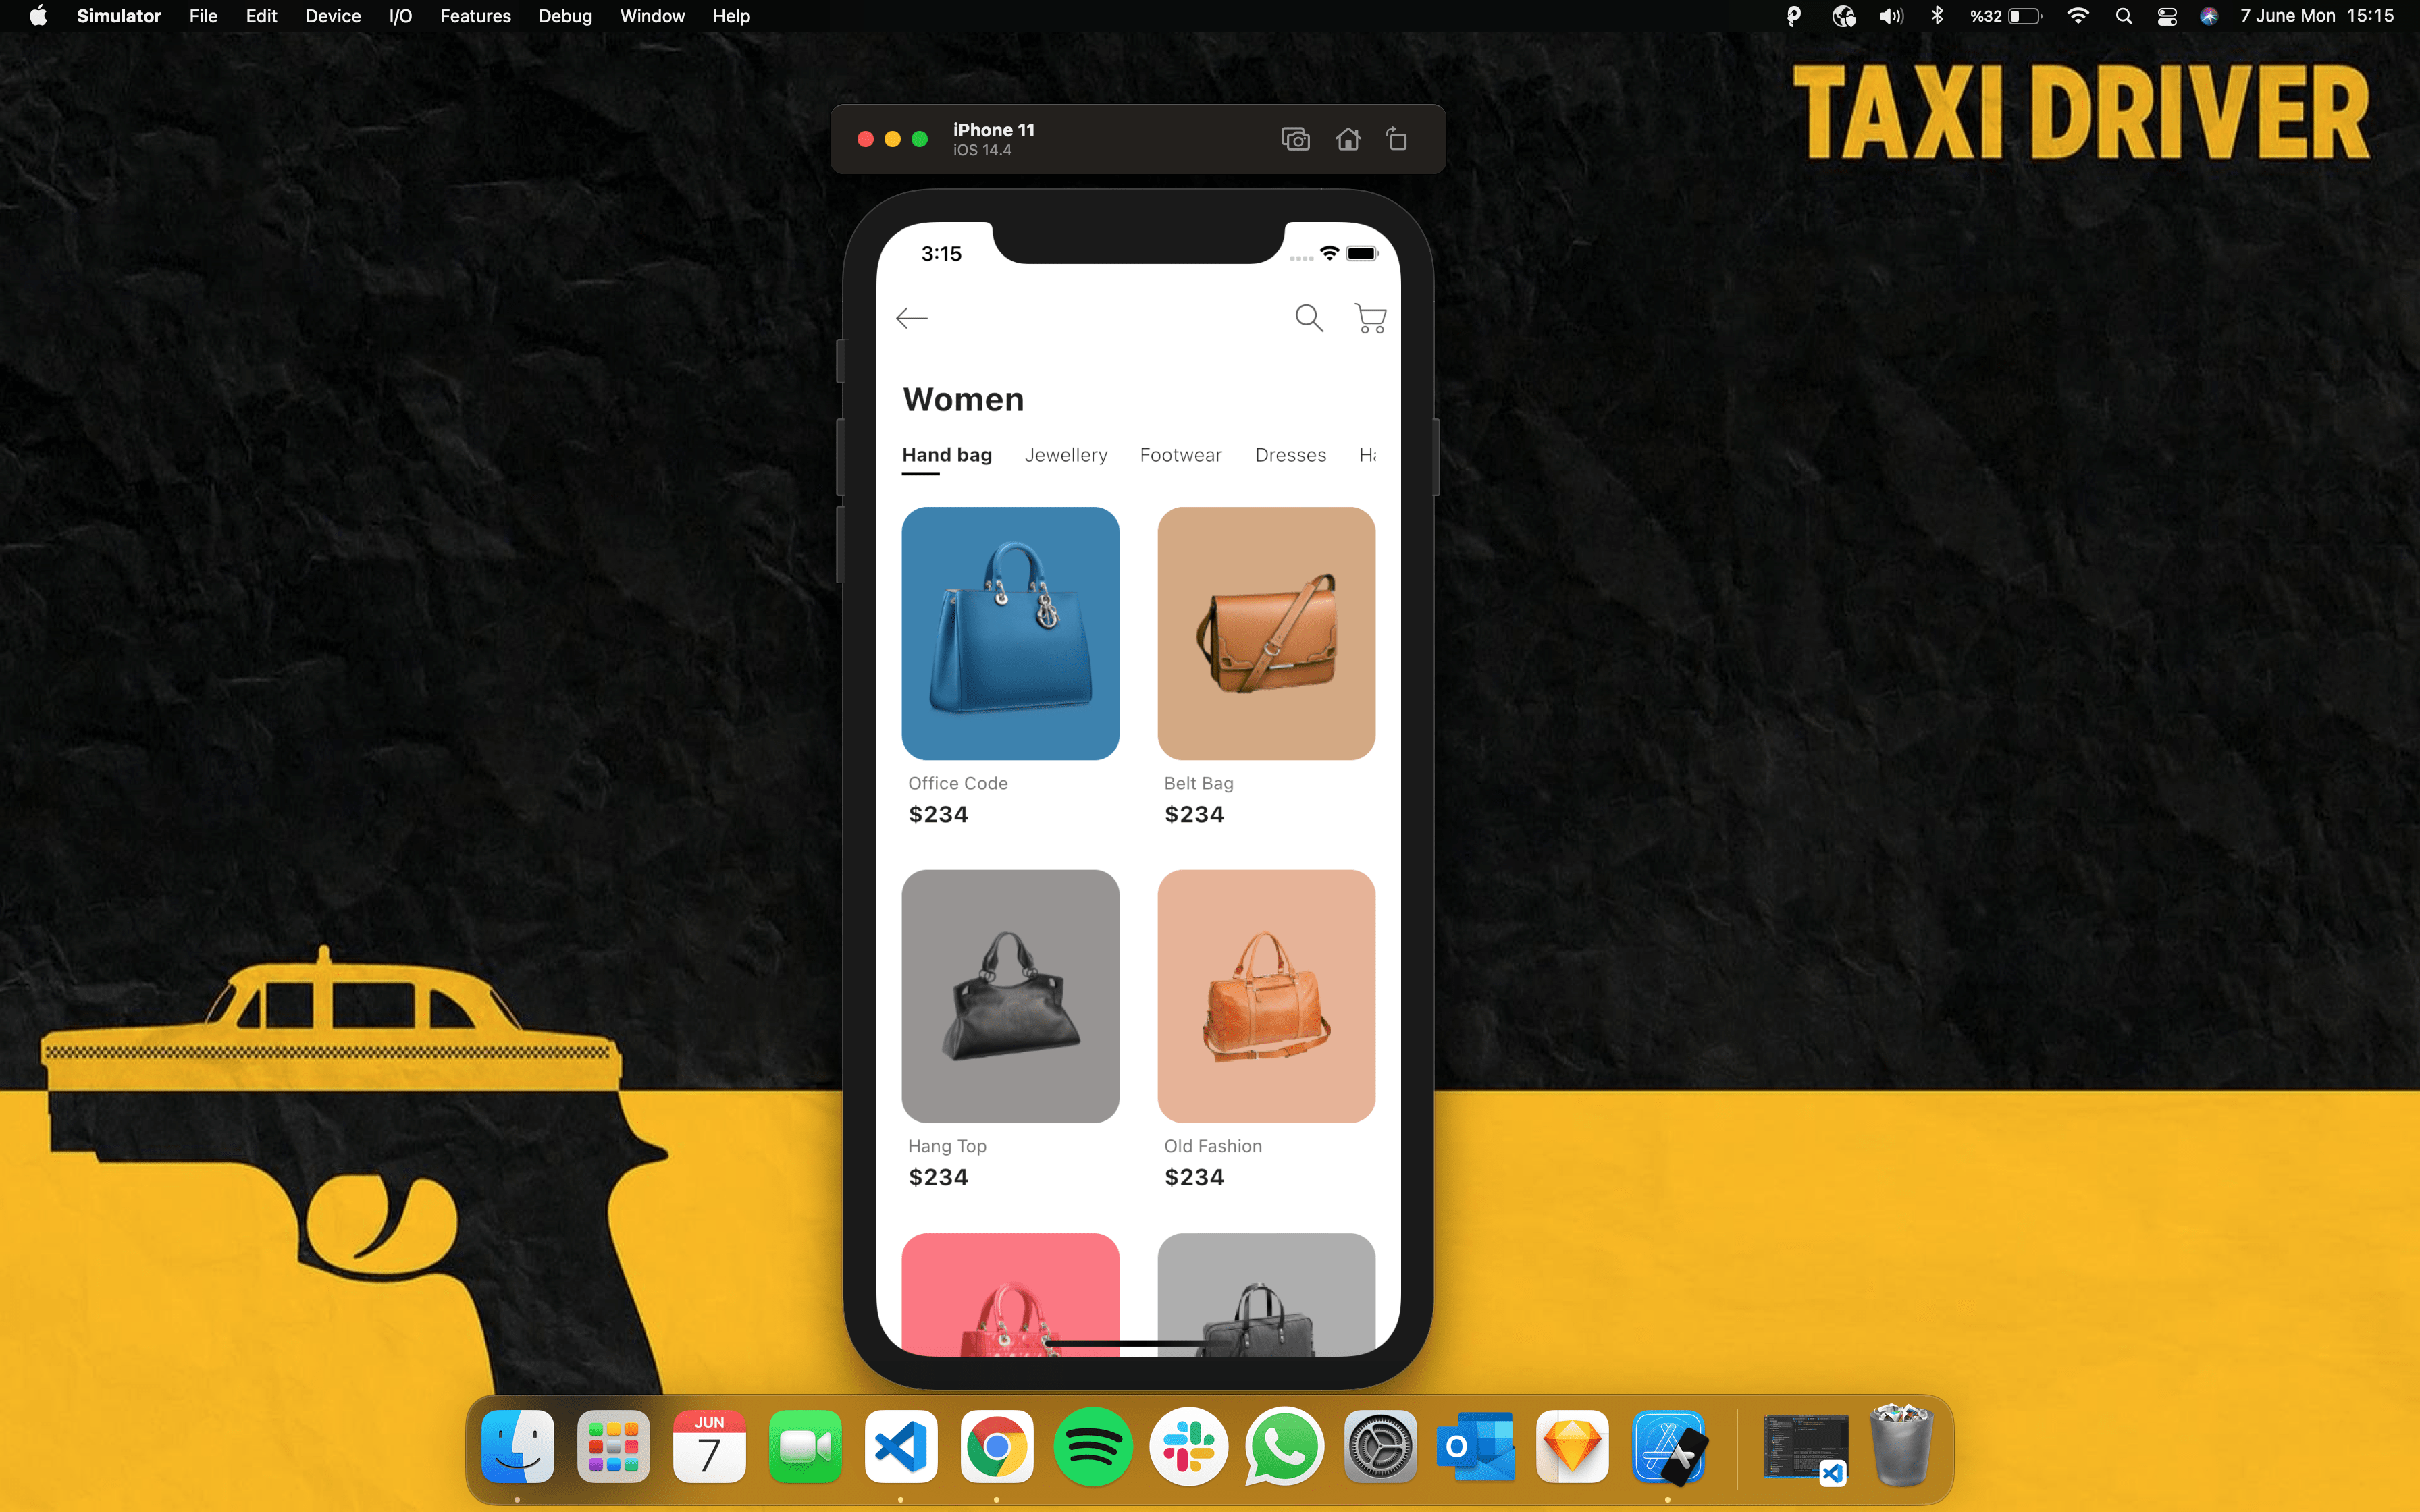 Simulator File Edit Device I/O Features Debug Window Help %32 7 June Mon 15:15
TAXI DRIVER
iPhone 11
iOS 14.4
3:15
Women
Hand bag Jewellery Footwear Dresses Ha
Office Code Belt Bag
$234 $234
Hang Top Old Fashion
$234 $234
JUN
7